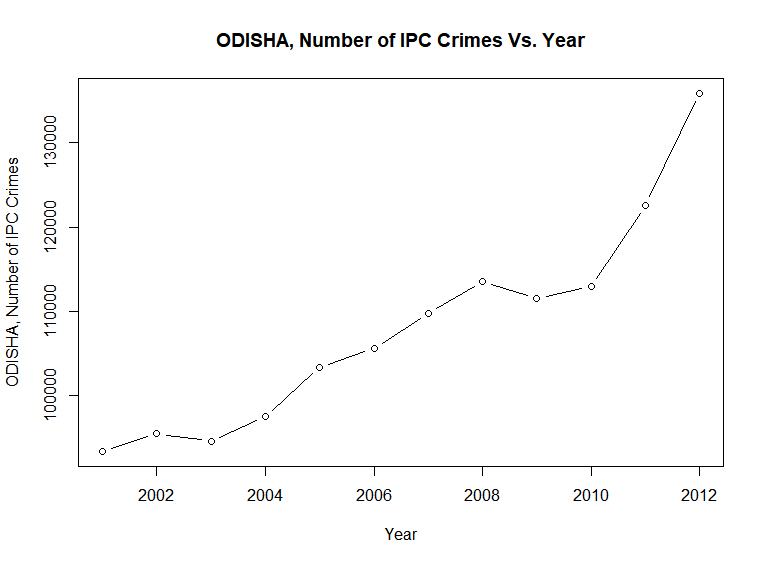 ODISHA, Number of IPC Crimes Vs. Year
ODISHA, Number of IPC Crimes
130000
120000
110000
100000
2002 2004 2006 2008 2010 2012
Year